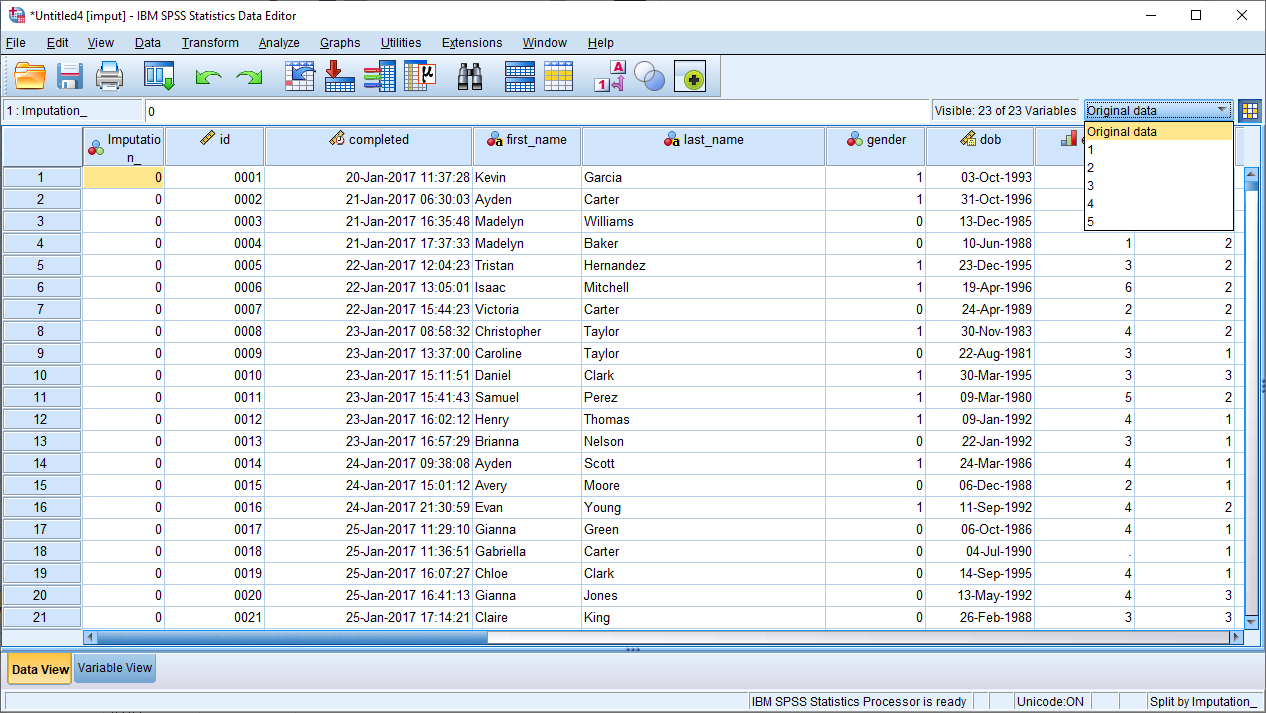 *Untitled4 [imput] - IBM SPSS Statistics Data Editor
File Edit View Data Transform Analyze Graphs Utilities Extensions Window Help
1 : Imputation_ 0 Visible: 23 of 23 Variables Original data
Original data
1
2
3
4
5
Imputatio
n_ id completed first_name last_name gender dob
1 0 0001 20-Jan-2017 11:37:28 Kevin Garcia 1 03-Oct-1993
2 0 0002 21-Jan-2017 06:30:03 Ayden Carter 1 31-Oct-1996
3 0 0003 21-Jan-2017 16:35:48 Madelyn Williams 0 13-Dec-1985
4 0 0004 21-Jan-2017 17:37:33 Madelyn Baker 0 10-Jun-1988 1 2
5 0 0005 22-Jan-2017 12:04:23 Tristan Hernandez 1 23-Dec-1995 3 2
6 0 0006 22-Jan-2017 13:05:01 Isaac Mitchell 1 19-Apr-1996 6 2
7 0 0007 22-Jan-2017 15:44:23 Victoria Carter 0 24-Apr-1989 2 2
8 0 0008 23-Jan-2017 08:58:32 Christopher Taylor 1 30-Nov-1983 4 2
9 0 0009 23-Jan-2017 13:37:00 Caroline Taylor 0 22-Aug-1981 3 1
10 0 0010 23-Jan-2017 15:11:51 Daniel Clark 1 30-Mar-1995 3 3
11 0 0011 23-Jan-2017 15:41:43 Samuel Perez 1 09-Mar-1980 5 2
12 0 0012 23-Jan-2017 16:02:12 Henry Thomas 1 09-Jan-1992 4 1
13 0 0013 23-Jan-2017 16:57:29 Brianna Nelson 0 22-Jan-1992 3 1
14 0 0014 24-Jan-2017 09:38:08 Ayden Scott 1 24-Mar-1986 4 1
15 0 0015 24-Jan-2017 15:01:12 Avery Moore 0 06-Dec-1988 2 1
16 0 0016 24-Jan-2017 21:30:59 Evan Young 1 11-Sep-1992 4 2
17 0 0017 25-Jan-2017 11:29:10 Gianna Green 0 06-Oct-1986 4 1
18 0 0018 25-Jan-2017 11:36:51 Gabriella Carter 0 04-Jul-1990 . 1
19 0 0019 25-Jan-2017 16:07:27 Chloe Clark 0 14-Sep-1995 4 1
20 0 0020 25-Jan-2017 16:41:13 Gianna Jones 0 13-May-1992 4 3
21 0 0021 25-Jan-2017 17:14:21 Claire King 0 26-Feb-1988 3 3
Data View Variable View
IBM SPSS Statistics Processor is ready Unicode:ON Split by Imputation_